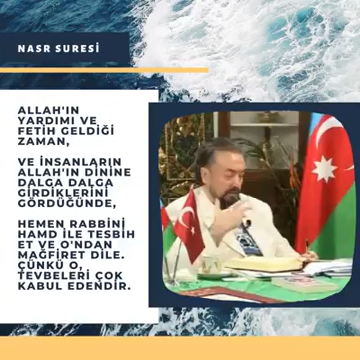 NASR SURESİ
ALLAH'IN
YARDIMI VE
FETİH GELDİĞİ
ZAMAN,
VE İNSANLARIN
ALLAH'IN DİNİNE
DALGA DALGA
GİRDİKLERİNİ
GÖRDÜĞÜNDE,
HEMEN RABBİNİ
HAMD İLE TESBİH
ET VE O'NDAN
MAĞFİRET DİLE.
ÇÜNKÜ O,
TEVBELERİ ÇOK
KABUL EDENDİR.